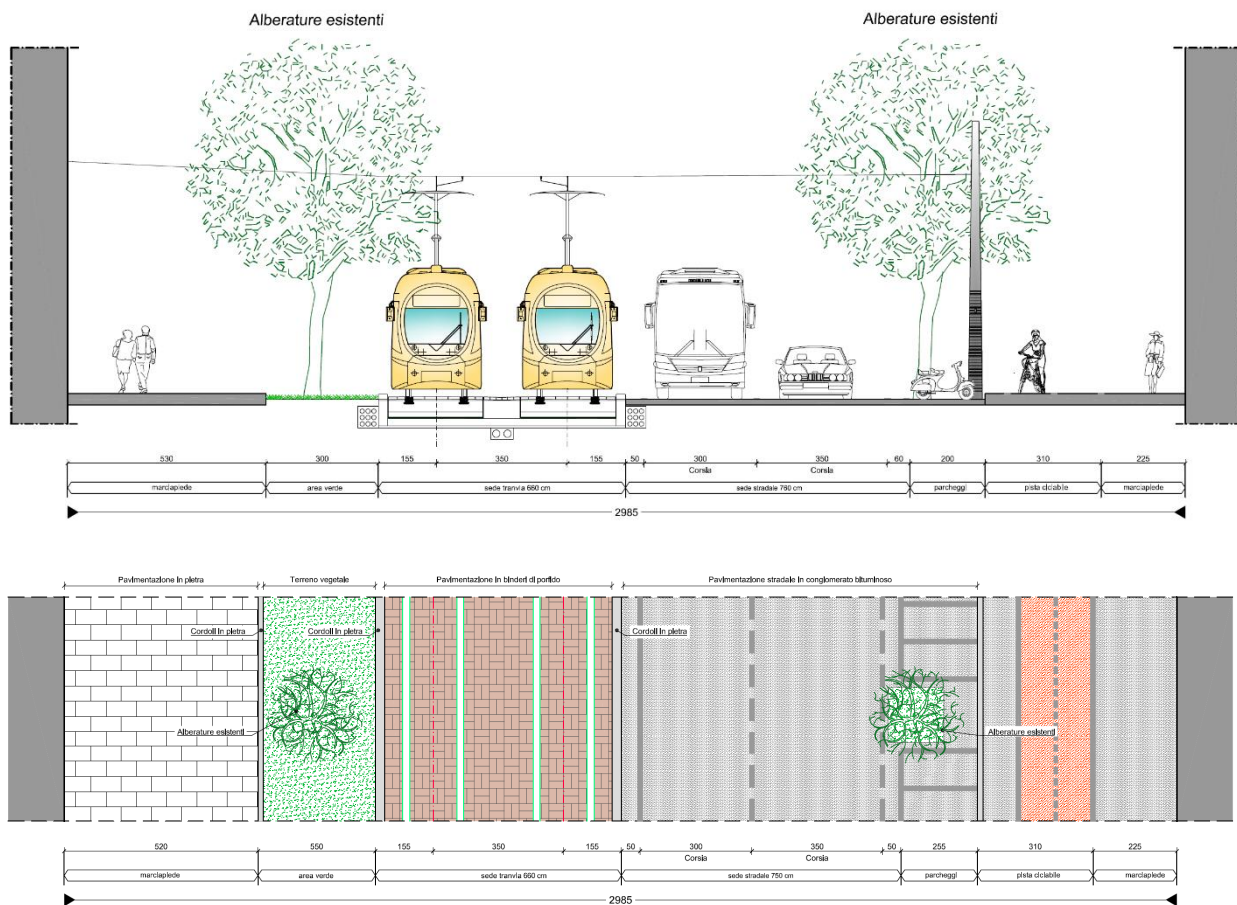 Alberature esistenti Alberature esistenti
530 300 155 350 155 50 300 350 60 200 310 225
Corsia Corsia
marciapiede area verde sede tranvia 660 cm sede stradale 760 cm parcheggi pista ciclabile marciapiede
2985
Pavimentazione in pietra Terreno vegetale Pavimentazione in binderi di porfido Pavimentazione stradale in conglomerato bituminoso
Cordoli in pietra Cordoli in pietra Cordoli in pietra
Alberature esistenti Alberature esistenti
520 550 155 350 155 50 300 350 50 255 310 225
Corsia Corsia
marciapiede area verde sede tranvia 660 cm sede stradale 750 cm parcheggi pista ciclabile marciapiede
2985